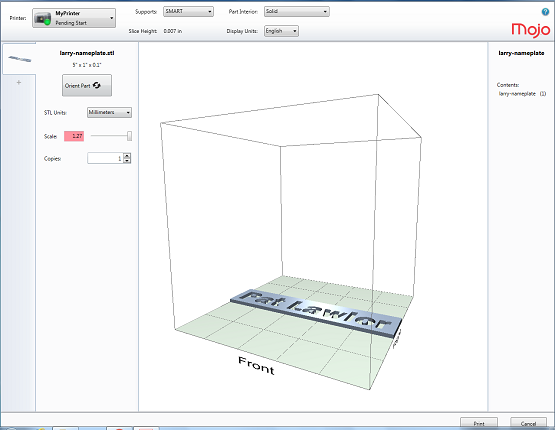 Printer:
MyPrinter
Pending Start
Supports:
SMART
Part Interior:
Solid
Slice Height:
0.007 in
Display Units:
English
?
Mojo
larry-nameplate.stl
5" x 1" x 0.1"
Orient Part
STL Units:
Millimeters
Scale:
1.27
Copies:
1
+
larry-nameplate
Contents:
larry-nameplate (1)
Pat Lawlor
Front
Print
Cancel